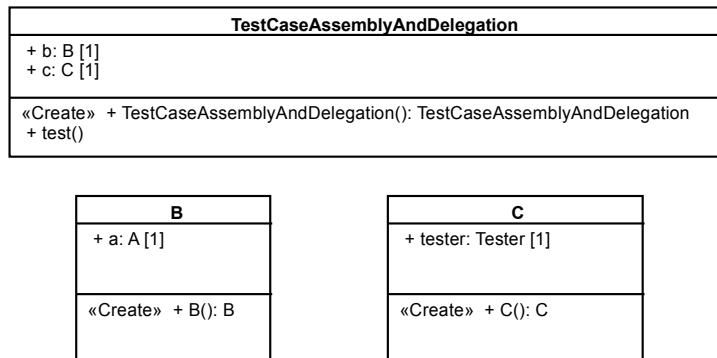 TestCaseAssemblyAndDelegation
+ b: B [1]
+ c: C [1]
«Create» + TestCaseAssemblyAndDelegation(): TestCaseAssemblyAndDelegation
+ test()
B
+ a: A [1]
«Create» + B(): B
C
+ tester: Tester [1]
«Create» + C(): C